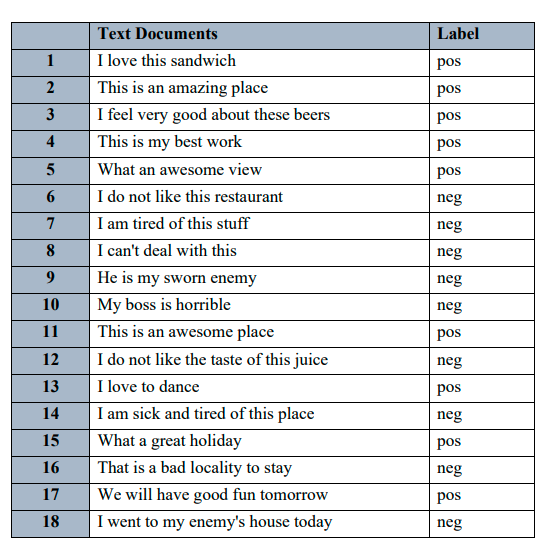 Text Documents Label
1 I love this sandwich pos
2 This is an amazing place pos
3 I feel very good about these beers pos
4 This is my best work pos
5 What an awesome view pos
6 I do not like this restaurant neg
7 I am tired of this stuff neg
8 I can't deal with this neg
9 He is my sworn enemy neg
10 My boss is horrible neg
11 This is an awesome place pos
12 I do not like the taste of this juice neg
13 I love to dance pos
14 I am sick and tired of this place neg
15 What a great holiday pos
16 That is a bad locality to stay neg
17 We will have good fun tomorrow pos
18 I went to my enemy's house today neg